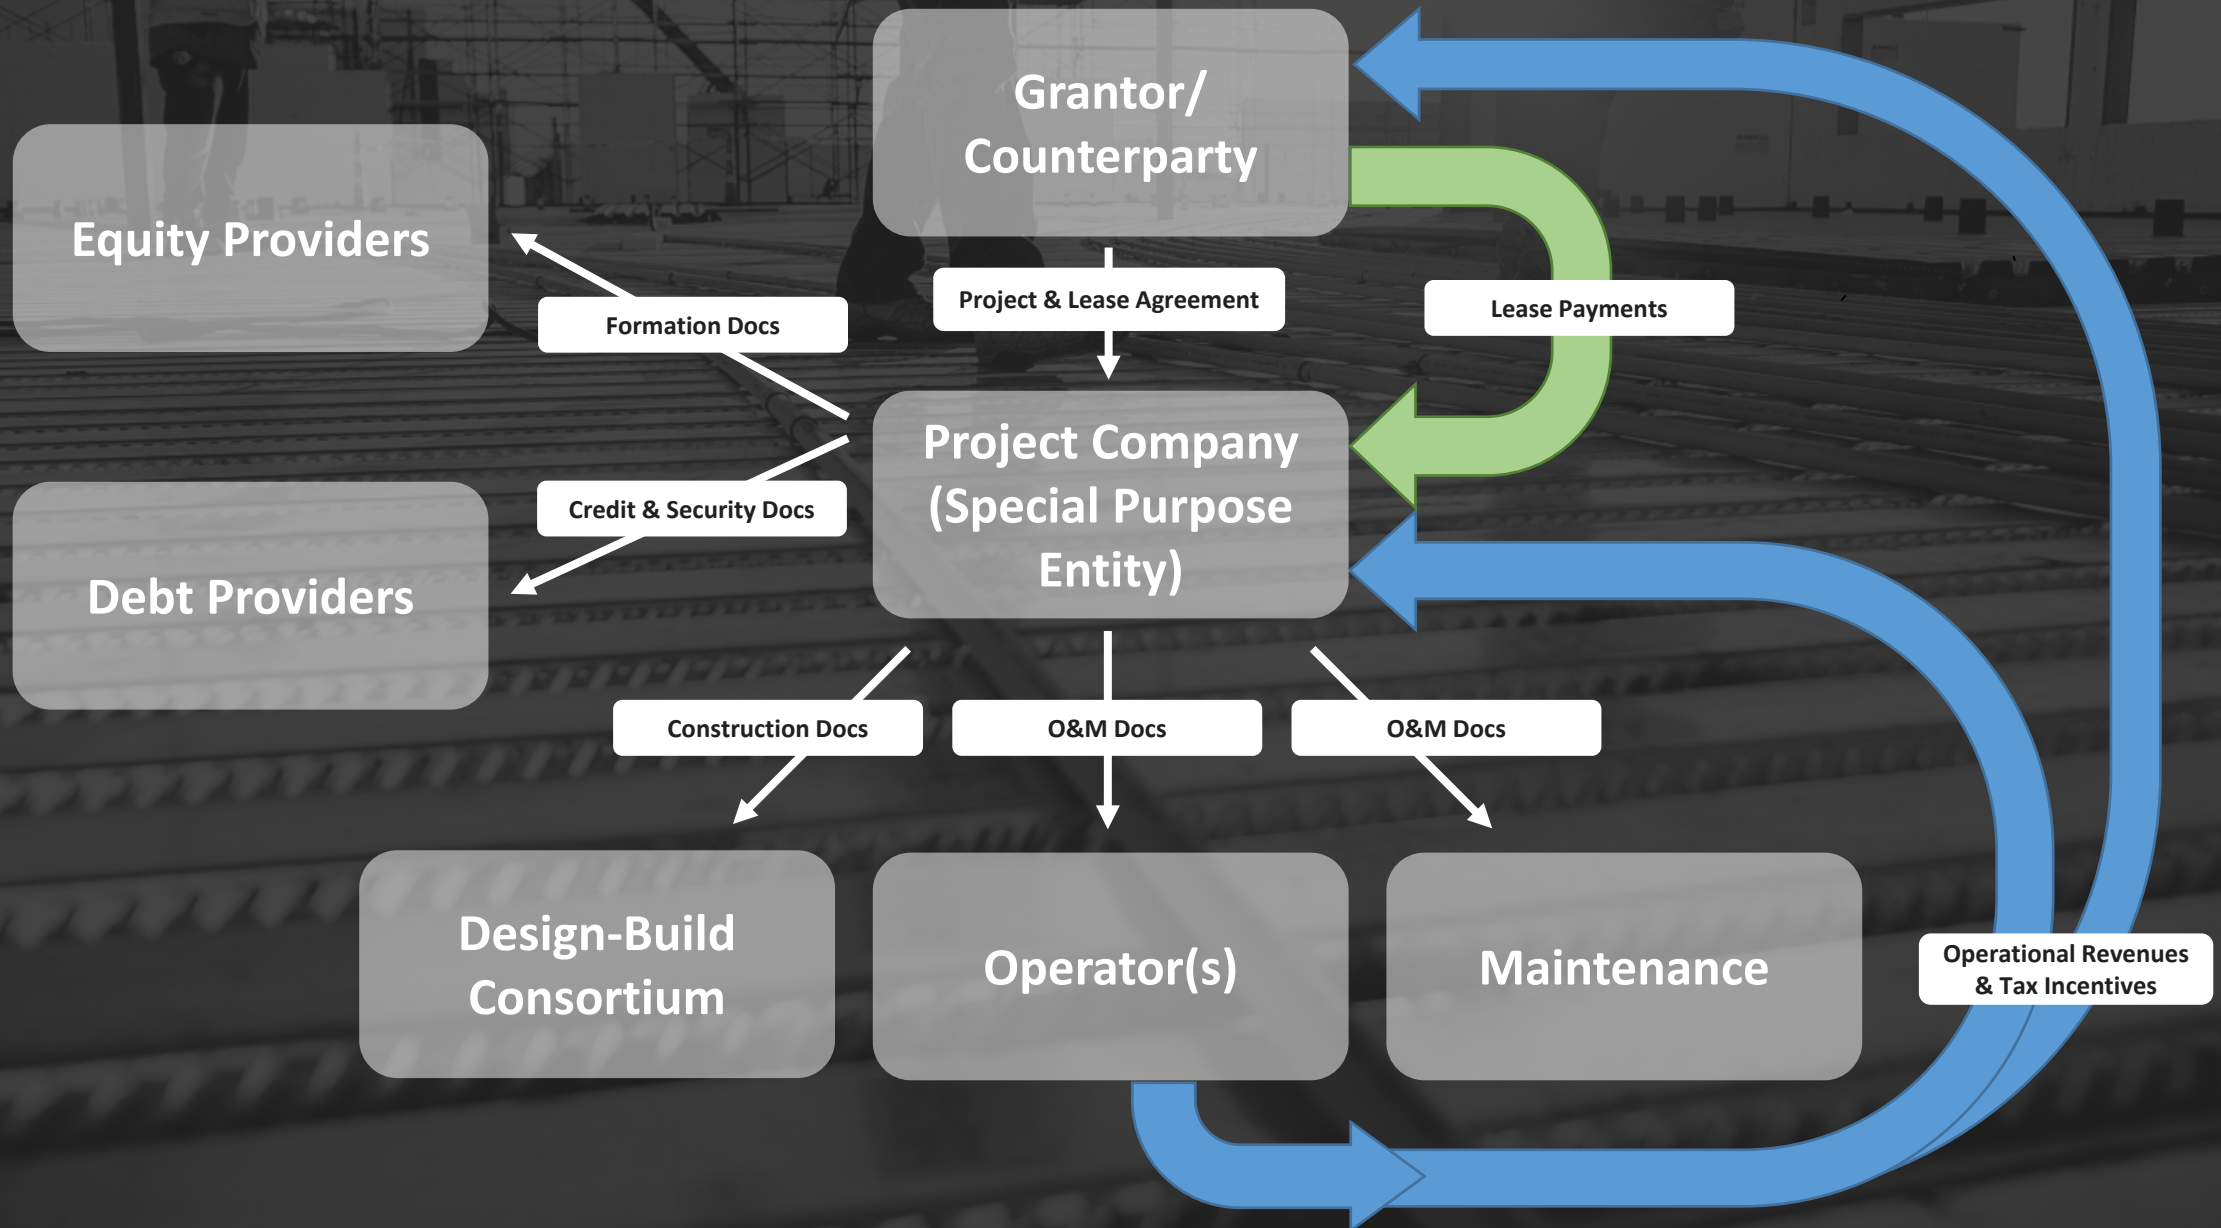 Grantor/
Counterparty
Equity Providers
Project & Lease Agreement
Lease Payments
Formation Docs
Project Company
(Special Purpose
Entity)
Credit & Security Docs
Debt Providers
Construction Docs
O&M Docs
O&M Docs
Design-Build
Consortium
Operator(s)
Maintenance
Operational Revenues
& Tax Incentives